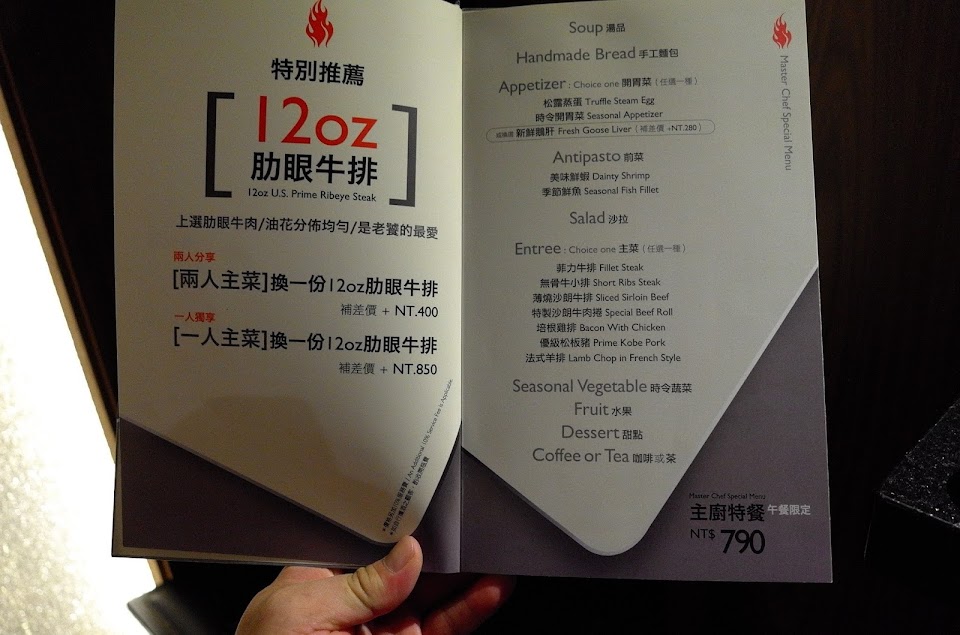 特別推薦
12oz
肋眼牛排
12oz U.S. Prime Ribeye Steak
上選肋眼牛肉/油花分佈均勻/是老饕的最愛
兩人分享
[兩人主菜]換一份12oz肋眼牛排
補差價 + NT.400
一人獨享
[一人主菜]換一份12oz肋眼牛排
補差價 + NT.850
An Additional 10% Service Fee is Applicable.
Soup 湯品
Handmade Bread 手工麵包
Appetizer : Choice one 開胃菜 (任選一種)
松露蒸蛋 Truffle Steam Egg
時令開胃菜 Seasonal Appetizer
新鮮鵝肝 Fresh Goose Liver (補差價 +NT.280)
Antipasto 前菜
美味鮮蝦 Dainty Shrimp
季節鮮魚 Seasonal Fish Fillet
Salad 沙拉
Entree : Choice one 主菜 (任選一種)
菲力牛排 Fillet Steak
無骨牛小排 Short Ribs Steak
薄燒沙朗牛排 Sliced Sirloin Beef
特製沙朗牛肉捲 Special Beef Roll
培根雞排 Bacon With Chicken
優級松板豬 Prime Kobe Pork
法式羊排 Lamb Chop in French Style
Seasonal Vegetable 時令蔬菜
Fruit 水果
Dessert 甜點
Coffee or Tea 咖啡或茶
Master Chef Special Menu
Master Chef Special Menu
主廚特餐 午餐限定
NT$ 790